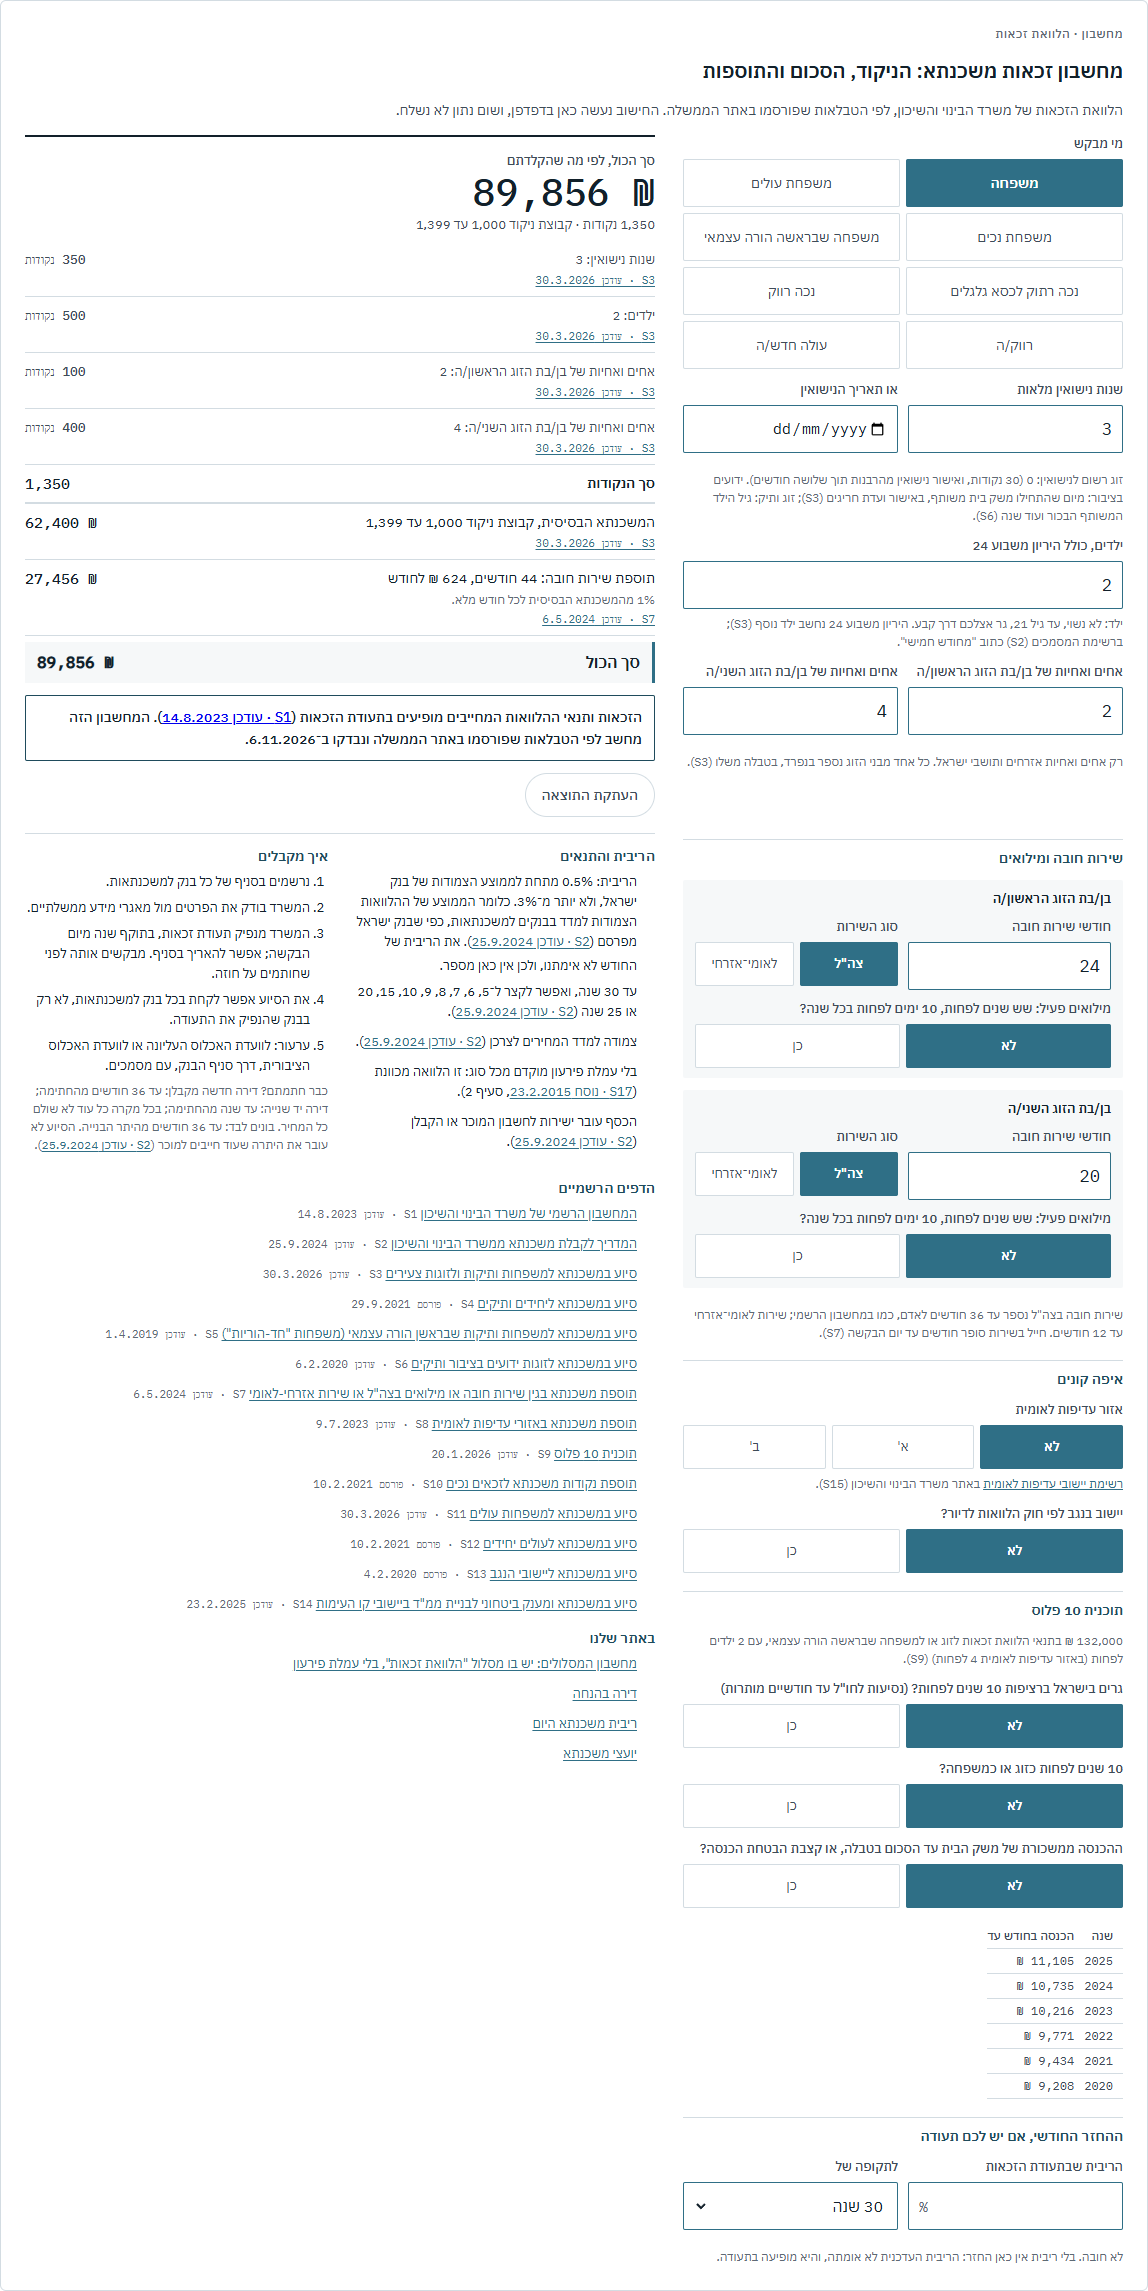 מחשבון · הלוואת זכאות
מחשבון זכאות משכנתא: הניקוד, הסכום והתוספות
הלוואת הזכאות של משרד הבינוי והשיכון, לפי הטבלאות שפורסמו באתר הממשלה. החישוב נעשה כאן בדפדפן, ושום נתון לא נשלח.
מי מבקש
משפחה
משפחת עולים
משפחת נכים
משפחה שבראשה הורה עצמאי
נכה רתוק לכסא גלגלים
נכה רווק
רווק/ה
עולה חדש/ה
שנות נישואין מלאות
או תאריך הנישואין
3
dd/mm/yyyy
זוג רשום לנישואין: 0 (30 נקודות, ואישור נישואין מהרבנות תוך שלושה חודשים). ידועים
בציבור: מיום שהתחילו משק בית משותף, באישור ועדת חריגים (S3); זוג ותיק: גיל הילד
המשותף הבכור ועוד שנה (S6).
ילדים, כולל היריון משבוע 24
2
ילד: לא נשוי, עד גיל 21, גר אצלכם דרך קבע. היריון משבוע 24 נחשב ילד נוסף (S3);
ברשימת המסמכים (S2) כתוב "מחודש חמישי".
אחים ואחיות של בן/בת הזוג הראשון/ה
אחים ואחיות של בן/בת הזוג השני/ה
2
4
רק אחים ואחיות אזרחים ותושבי ישראל. כל אחד מבני הזוג נספר בנפרד, בטבלה משלו (S3).
שירות חובה ומילואים
בן/בת הזוג הראשון/ה
חודשי שירות חובה
סוג השירות
24
צה"ל
לאומי־אזרחי
מילואים פעיל: שש שנים לפחות, 10 ימים לפחות בכל שנה?
לא
כן
בן/בת הזוג השני/ה
חודשי שירות חובה
סוג השירות
20
צה"ל
לאומי־אזרחי
מילואים פעיל: שש שנים לפחות, 10 ימים לפחות בכל שנה?
לא
כן
שירות חובה בצה"ל נספר עד 36 חודשים לאדם, כמו במחשבון הרשמי; שירות לאומי־אזרחי
עד 12 חודשים. חייל בשירות סופר חודשים עד יום הבקשה (S7).
איפה קונים
אזור עדיפות לאומית
לא
א'
ב'
רשימת יישובי עדיפות לאומית באתר משרד הבינוי והשיכון (S15).
יישוב בנגב לפי חוק הלוואות לדיור?
לא
כן
תוכנית 10 פלוס
132,000 ₪ בתנאי הלוואת זכאות לזוג או למשפחה שבראשה הורה עצמאי, עם 2 ילדים
לפחות (באזור עדיפות לאומית 4 לפחות) (S9).
גרים בישראל ברציפות 10 שנים לפחות? (נסיעות לחו"ל עד חודשיים מותרות)
לא
כן
10 שנים לפחות כזוג או כמשפחה?
לא
כן
ההכנסה ממשכורת של משק הבית עד הסכום בטבלה, או קצבת הבטחת הכנסה?
לא
כן
שנה הכנסה בחודש עד
2025 11,105 ₪
2024 10,735 ₪
2023 10,216 ₪
2022 9,771 ₪
2021 9,434 ₪
2020 9,208 ₪
ההחזר החודשי, אם יש לכם תעודה
הריבית שבתעודת הזכאות
לתקופה של
%
30 שנה
לא חובה. בלי ריבית אין כאן החזר: הריבית העדכנית לא אומתה, והיא מופיעה בתעודה.
סך הכול, לפי מה שהקלדתם
89,856 ₪
1,350 נקודות · קבוצת ניקוד 1,000 עד 1,399
שנות נישואין: 3
350 נקודות
S3 · עודכן 30.3.2026
ילדים: 2
500 נקודות
S3 · עודכן 30.3.2026
אחים ואחיות של בן/בת הזוג הראשון/ה: 2
100 נקודות
S3 · עודכן 30.3.2026
אחים ואחיות של בן/בת הזוג השני/ה: 4
400 נקודות
S3 · עודכן 30.3.2026
סך הנקודות
1,350
המשכנתא הבסיסית, קבוצת ניקוד 1,000 עד 1,399
62,400 ₪
S3 · עודכן 30.3.2026
תוספת שירות חובה: 44 חודשים, 624 ₪ לחודש
27,456 ₪
1% מהמשכנתא הבסיסית לכל חודש מלא.
S7 · עודכן 6.5.2024
סך הכול
89,856 ₪
הזכאות ותנאי ההלוואות המחייבים מופיעים בתעודת הזכאות (S1 · עודכן 14.8.2023). המחשבון הזה
מחשב לפי הטבלאות שפורסמו באתר הממשלה ונבדקו ב־6.11.2026.
העתקת התוצאה
הריבית והתנאים
הריבית: 0.5% מתחת לממוצע הצמודות של בנק
ישראל, ולא יותר מ־3%. כלומר הממוצע של ההלוואות
הצמודות למדד בבנקים למשכנתאות, כפי שבנק ישראל
מפרסם (S2 · עודכן 25.9.2024). את הריבית של
החודש לא אימתנו, ולכן אין כאן מספר.
עד 30 שנה, ואפשר לקצר ל־5, 6, 7, 8, 9, 10, 15, 20
או 25 שנה (S2 · עודכן 25.9.2024).
צמודה למדד המחירים לצרכן (S2 · עודכן 25.9.2024).
בלי עמלת פירעון מוקדם מכל סוג: זו הלוואה מכוונת
(S17 · נוסח 23.2.2015, סעיף 2).
הכסף עובר ישירות לחשבון המוכר או הקבלן
(S2 · עודכן 25.9.2024).
איך מקבלים
1. נרשמים בסניף של כל בנק למשכנתאות.
2. המשרד בודק את הפרטים מול מאגרי מידע ממשלתיים.
3. המשרד מנפיק תעודת זכאות, בתוקף שנה מיום
הבקשה; אפשר להאריך בסניף. מבקשים אותה לפני
שחותמים על חוזה.
4. את הסיוע אפשר לקחת בכל בנק למשכנתאות, לא רק
בבנק שהנפיק את התעודה.
5. ערעור: לוועדת האכלוס העליונה או לוועדת האכלוס
הציבורית, דרך סניף הבנק, עם מסמכים.
כבר חתמתם? דירה חדשה מקבלן: עד 36 חודשים מהחתימה;
דירה יד שנייה: עד שנה מהחתימה; בכל מקרה כל עוד לא שולם
כל המחיר. בונים לבד: עד 36 חודשים מהיתר הבנייה. הסיוע לא
עובר את היתרה שעוד חייבים למוכר (S2 · עודכן 25.9.2024).
הדפים הרשמיים
המחשבון הרשמי של משרד הבינוי והשיכון S1 · עודכן 14.8.2023
המדריך לקבלת משכנתא ממשרד הבינוי והשיכון S2 · עודכן 25.9.2024
סיוע במשכנתא למשפחות ותיקות ולזוגות צעירים S3 · עודכן 30.3.2026
סיוע במשכנתא ליחידים ותיקים S4 · פורסם 29.9.2021
סיוע במשכנתא למשפחות ותיקות שבראשן הורה עצמאי (משפחות "חד-הוריות") S5 · עודכן 1.4.2019
סיוע במשכנתא לזוגות ידועים בציבור ותיקים S6 · עודכן 6.2.2020
תוספת משכנתא בגין שירות חובה או מילואים בצה"ל או שירות אזרחי-לאומי S7 · עודכן 6.5.2024
תוספת משכנתא באזורי עדיפות לאומית S8 · עודכן 9.7.2023
תוכנית 10 פלוס S9 · עודכן 20.1.2026
תוספת נקודות משכנתא לזכאים נכים S10 · פורסם 10.2.2021
סיוע במשכנתא למשפחות עולים S11 · עודכן 30.3.2026
סיוע במשכנתא לעולים יחידים S12 · פורסם 10.2.2021
סיוע במשכנתא ליישובי הנגב S13 · פורסם 4.2.2020
סיוע במשכנתא ומענק ביטחוני לבניית ממ"ד ביישובי קו העימות S14 · עודכן 23.2.2025
באתר שלנו
מחשבון המסלולים: יש בו מסלול "הלוואת זכאות", בלי עמלת פירעון
דירה בהנחה
ריבית משכנתא היום
יועצי משכנתא